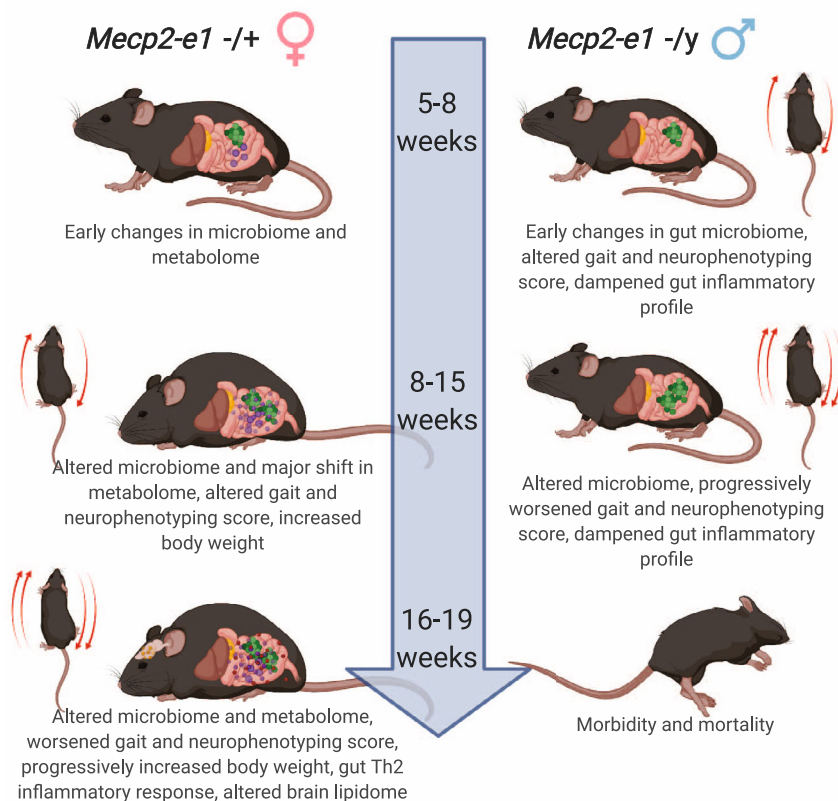 Mecp2-e1 -/+ ♀
Mecp2-e1 -/y ♂
5-8
weeks
Early changes in microbiome and
metabolome
Early changes in gut microbiome,
altered gait and neurophenotyping
score, dampened gut inflammatory
profile
8-15
weeks
Altered microbiome and major shift in
metabolome, altered gait and
neurophenotyping score, increased
body weight
Altered microbiome, progressively
worsened gait and neurophenotyping
score, dampened gut inflammatory
profile
16-19
weeks
Altered microbiome and metabolome,
worsened gait and neurophenotyping score,
progressively increased body weight, gut Th2
inflammatory response, altered brain lipidome
Morbidity and mortality